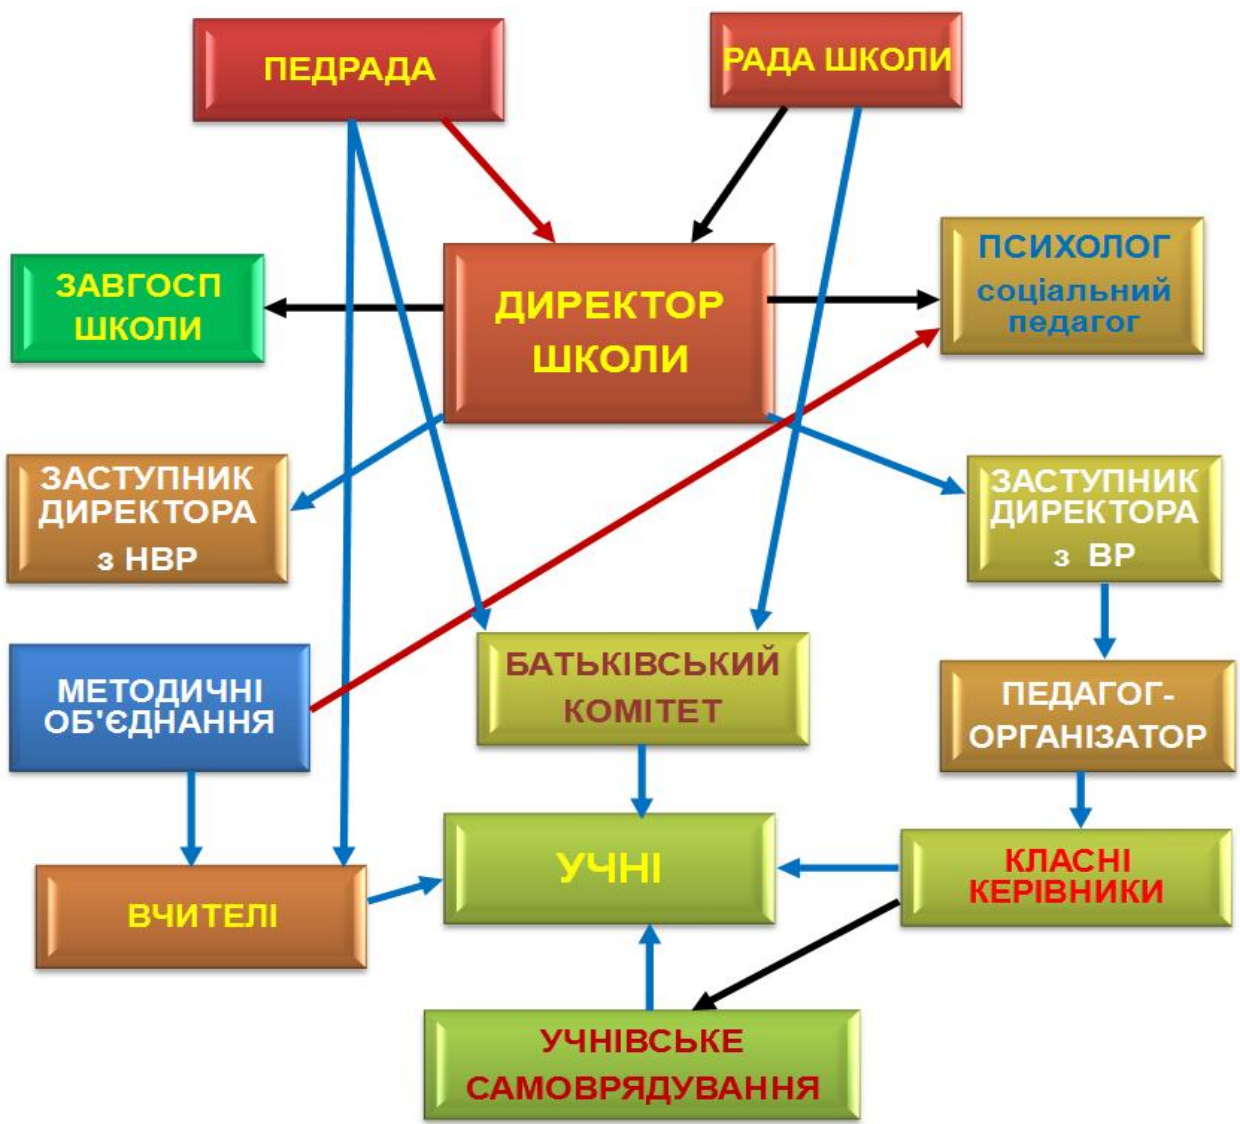 ПЕДРАДА
РАДА ШКОЛИ
ЗАВГОСП
ШКОЛИ
ДИРЕКТОР
ШКОЛИ
ПСИХОЛОГ
соціальний
педагог
ЗАСТУПНИК
ДИРЕКТОРА
з НВР
ЗАСТУПНИК
ДИРЕКТОРА
з ВР
МЕТОДИЧНІ
ОБ'ЄДНАННЯ
БАТЬКІВСЬКИЙ
КОМІТЕТ
ПЕДАГОГ-
ОРГАНІЗАТОР
ВЧИТЕЛІ
УЧНІ
КЛАСНІ
КЕРІВНИКИ
УЧНІВСЬКЕ
САМОВРЯДУВАННЯ